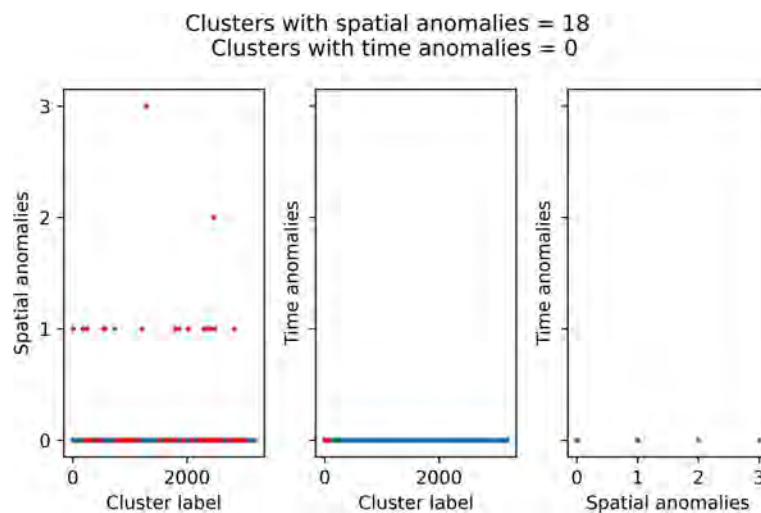 Clusters with spatial anomalies = 18
Clusters with time anomalies = 0
3
2
1
0
Spatial anomalies
0
2000
Cluster label
Time anomalies
0
2000
Cluster label
Time anomalies
0
1
2
3
Spatial anomalies